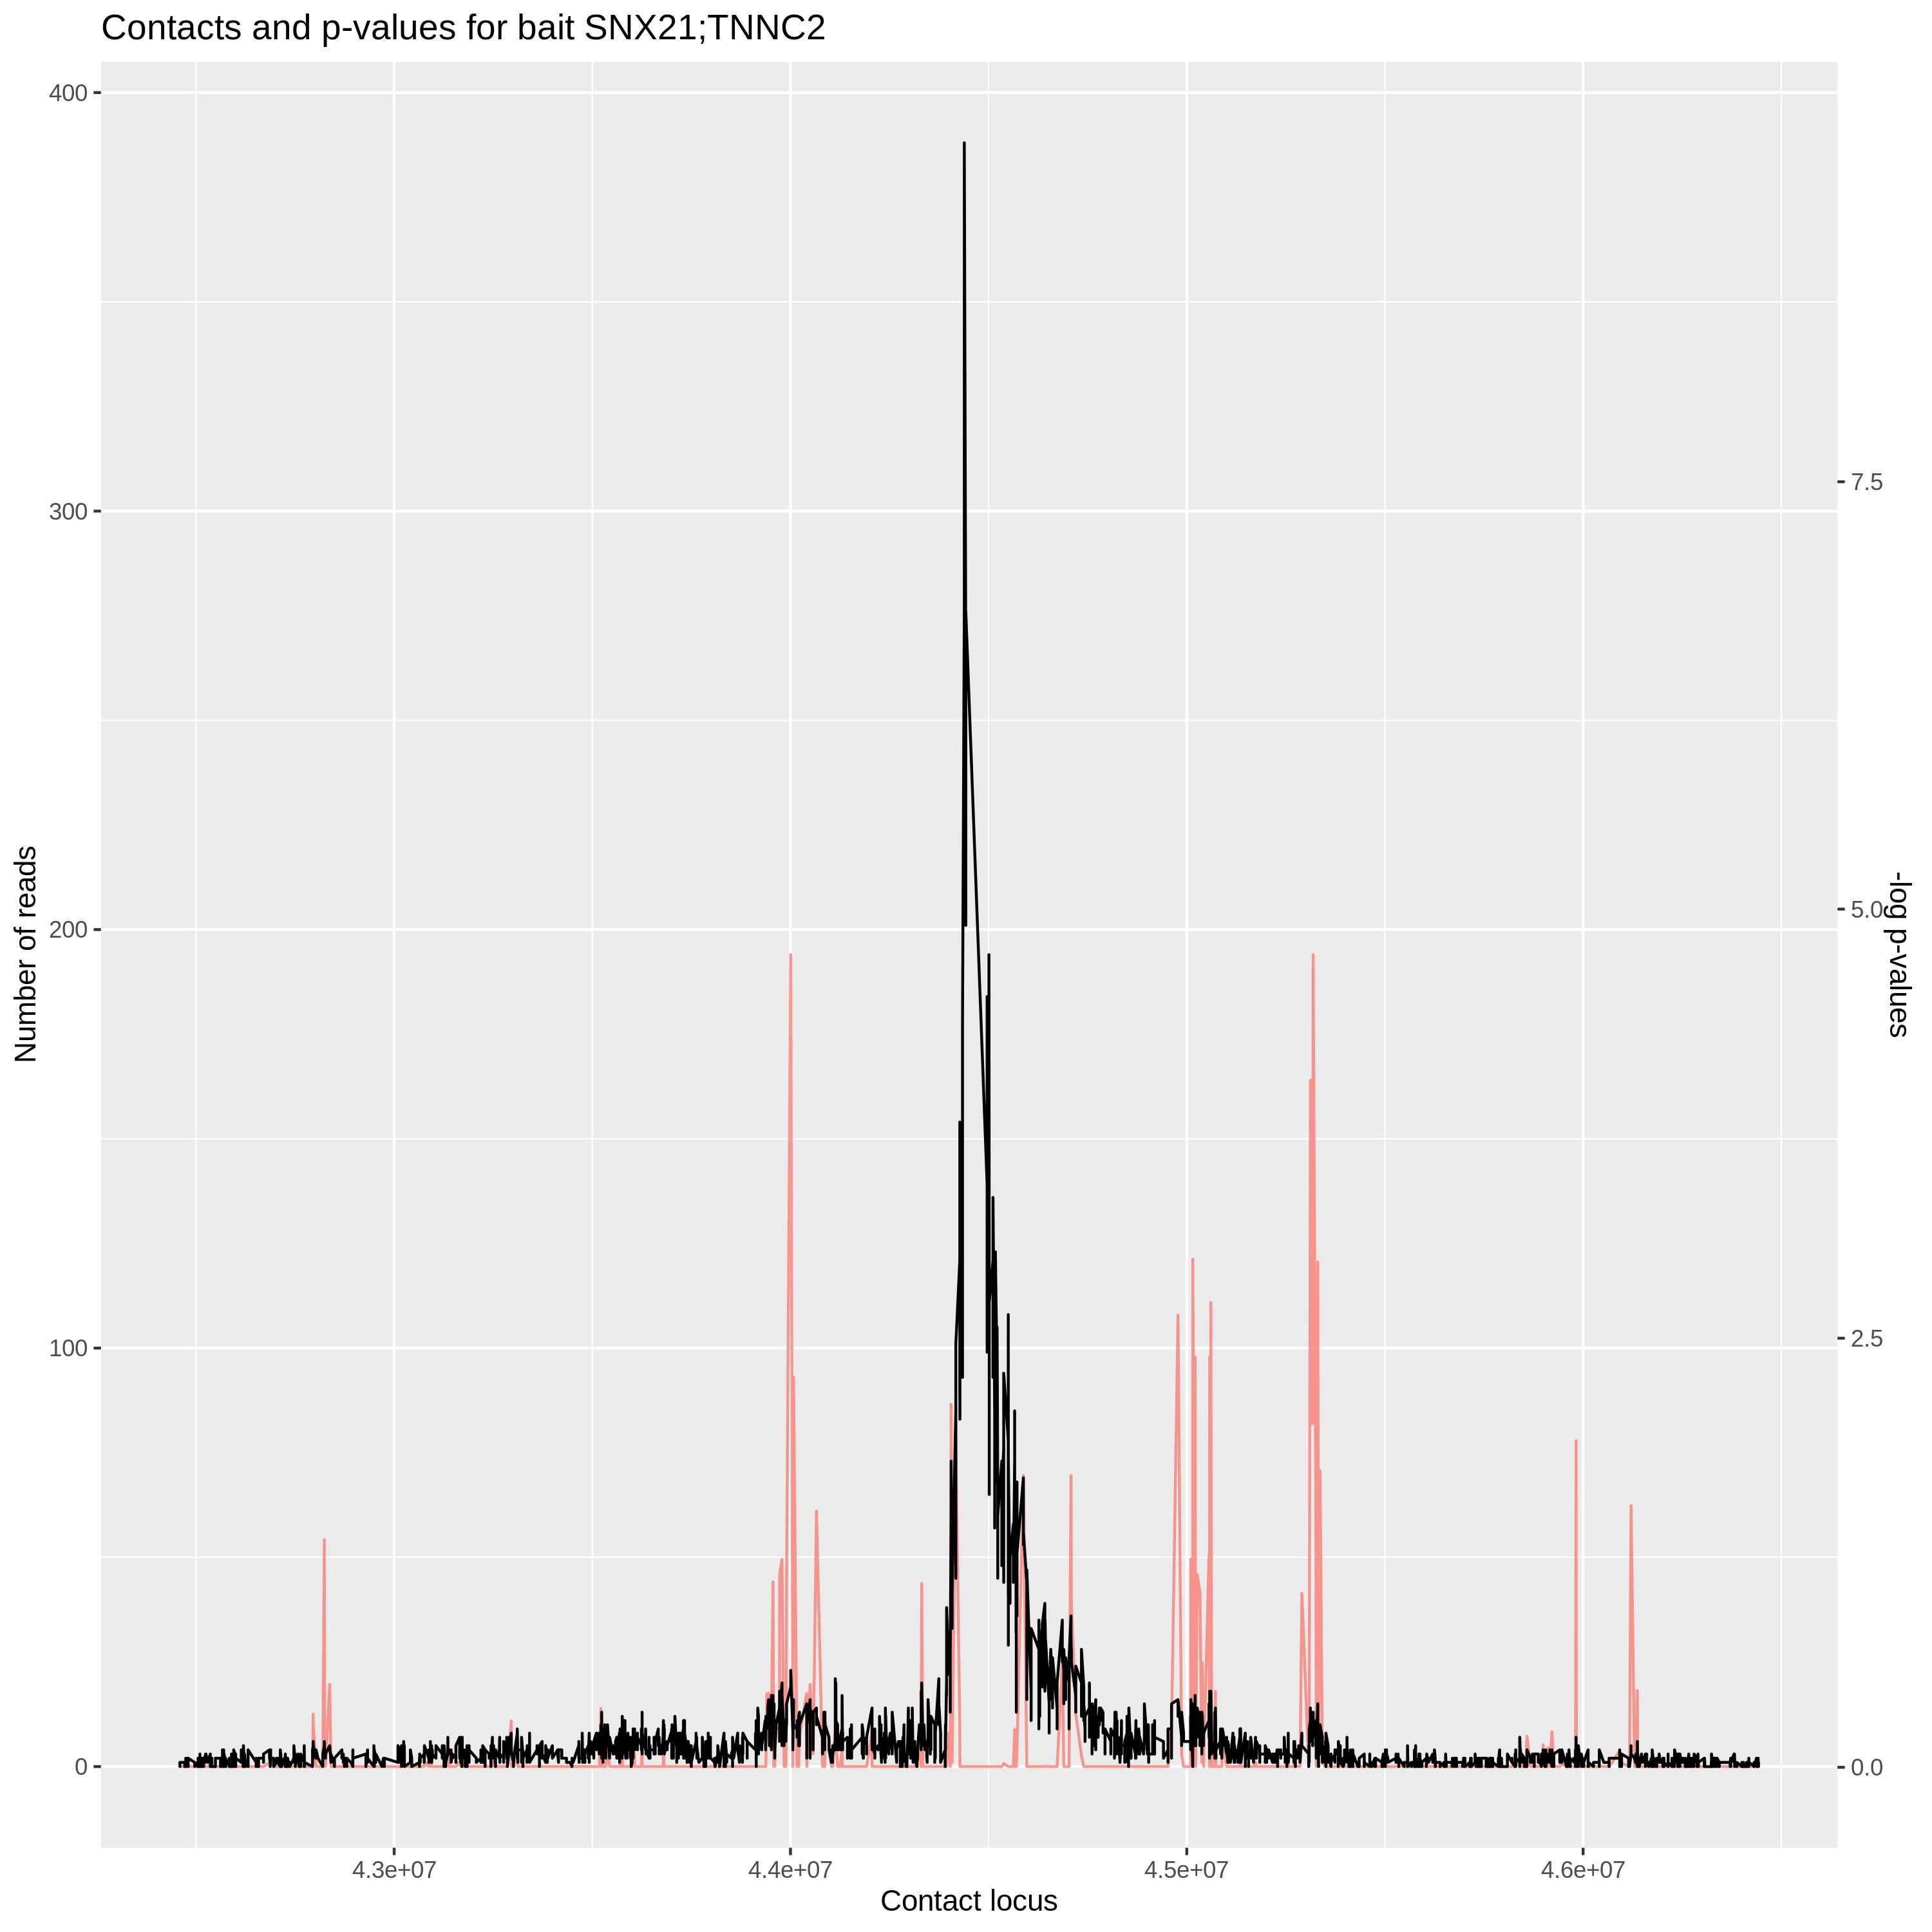 Contacts and p-values for bait SNX21;TNNC2
400
300
200
100
0
Number of reads
7.5
5.0
2.5
0.0
-log p-values
4.3e+07
4.4e+07
4.5e+07
4.6e+07
Contact locus